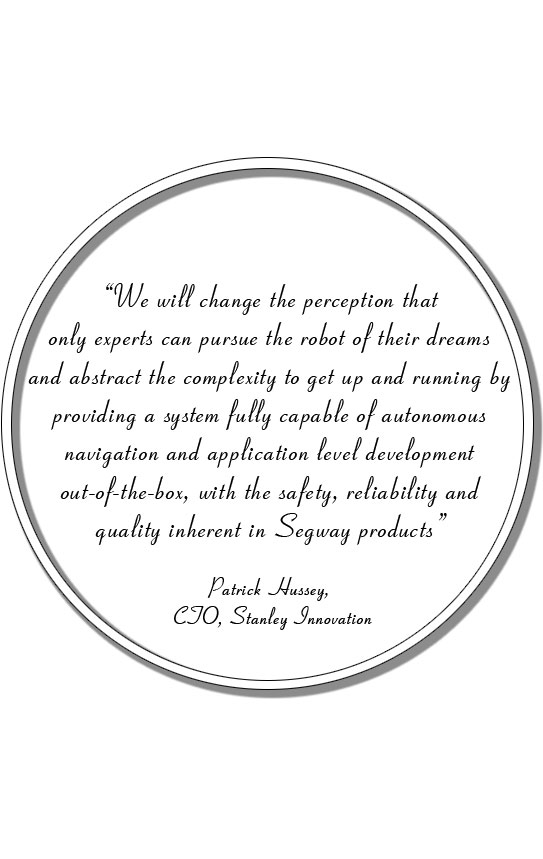 “We will change the perception that
only experts can pursue the robot of their dreams
and abstract the complexity to get up and running by
providing a system fully capable of autonomous
navigation and application level development
out-of-the-box, with the safety, reliability and
quality inherent in Segway products”
Patrick Hussey,
CTO, Stanley Innovation